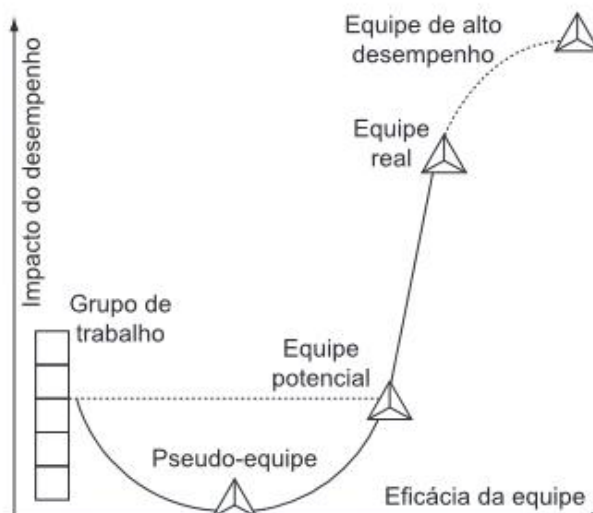 Equipe de alto
desempenho
Impacto do desempenho
Equipe
real
Grupo de
trabalho
Equipe
potencial
Pseudo-equipe
Eficácia da equipe